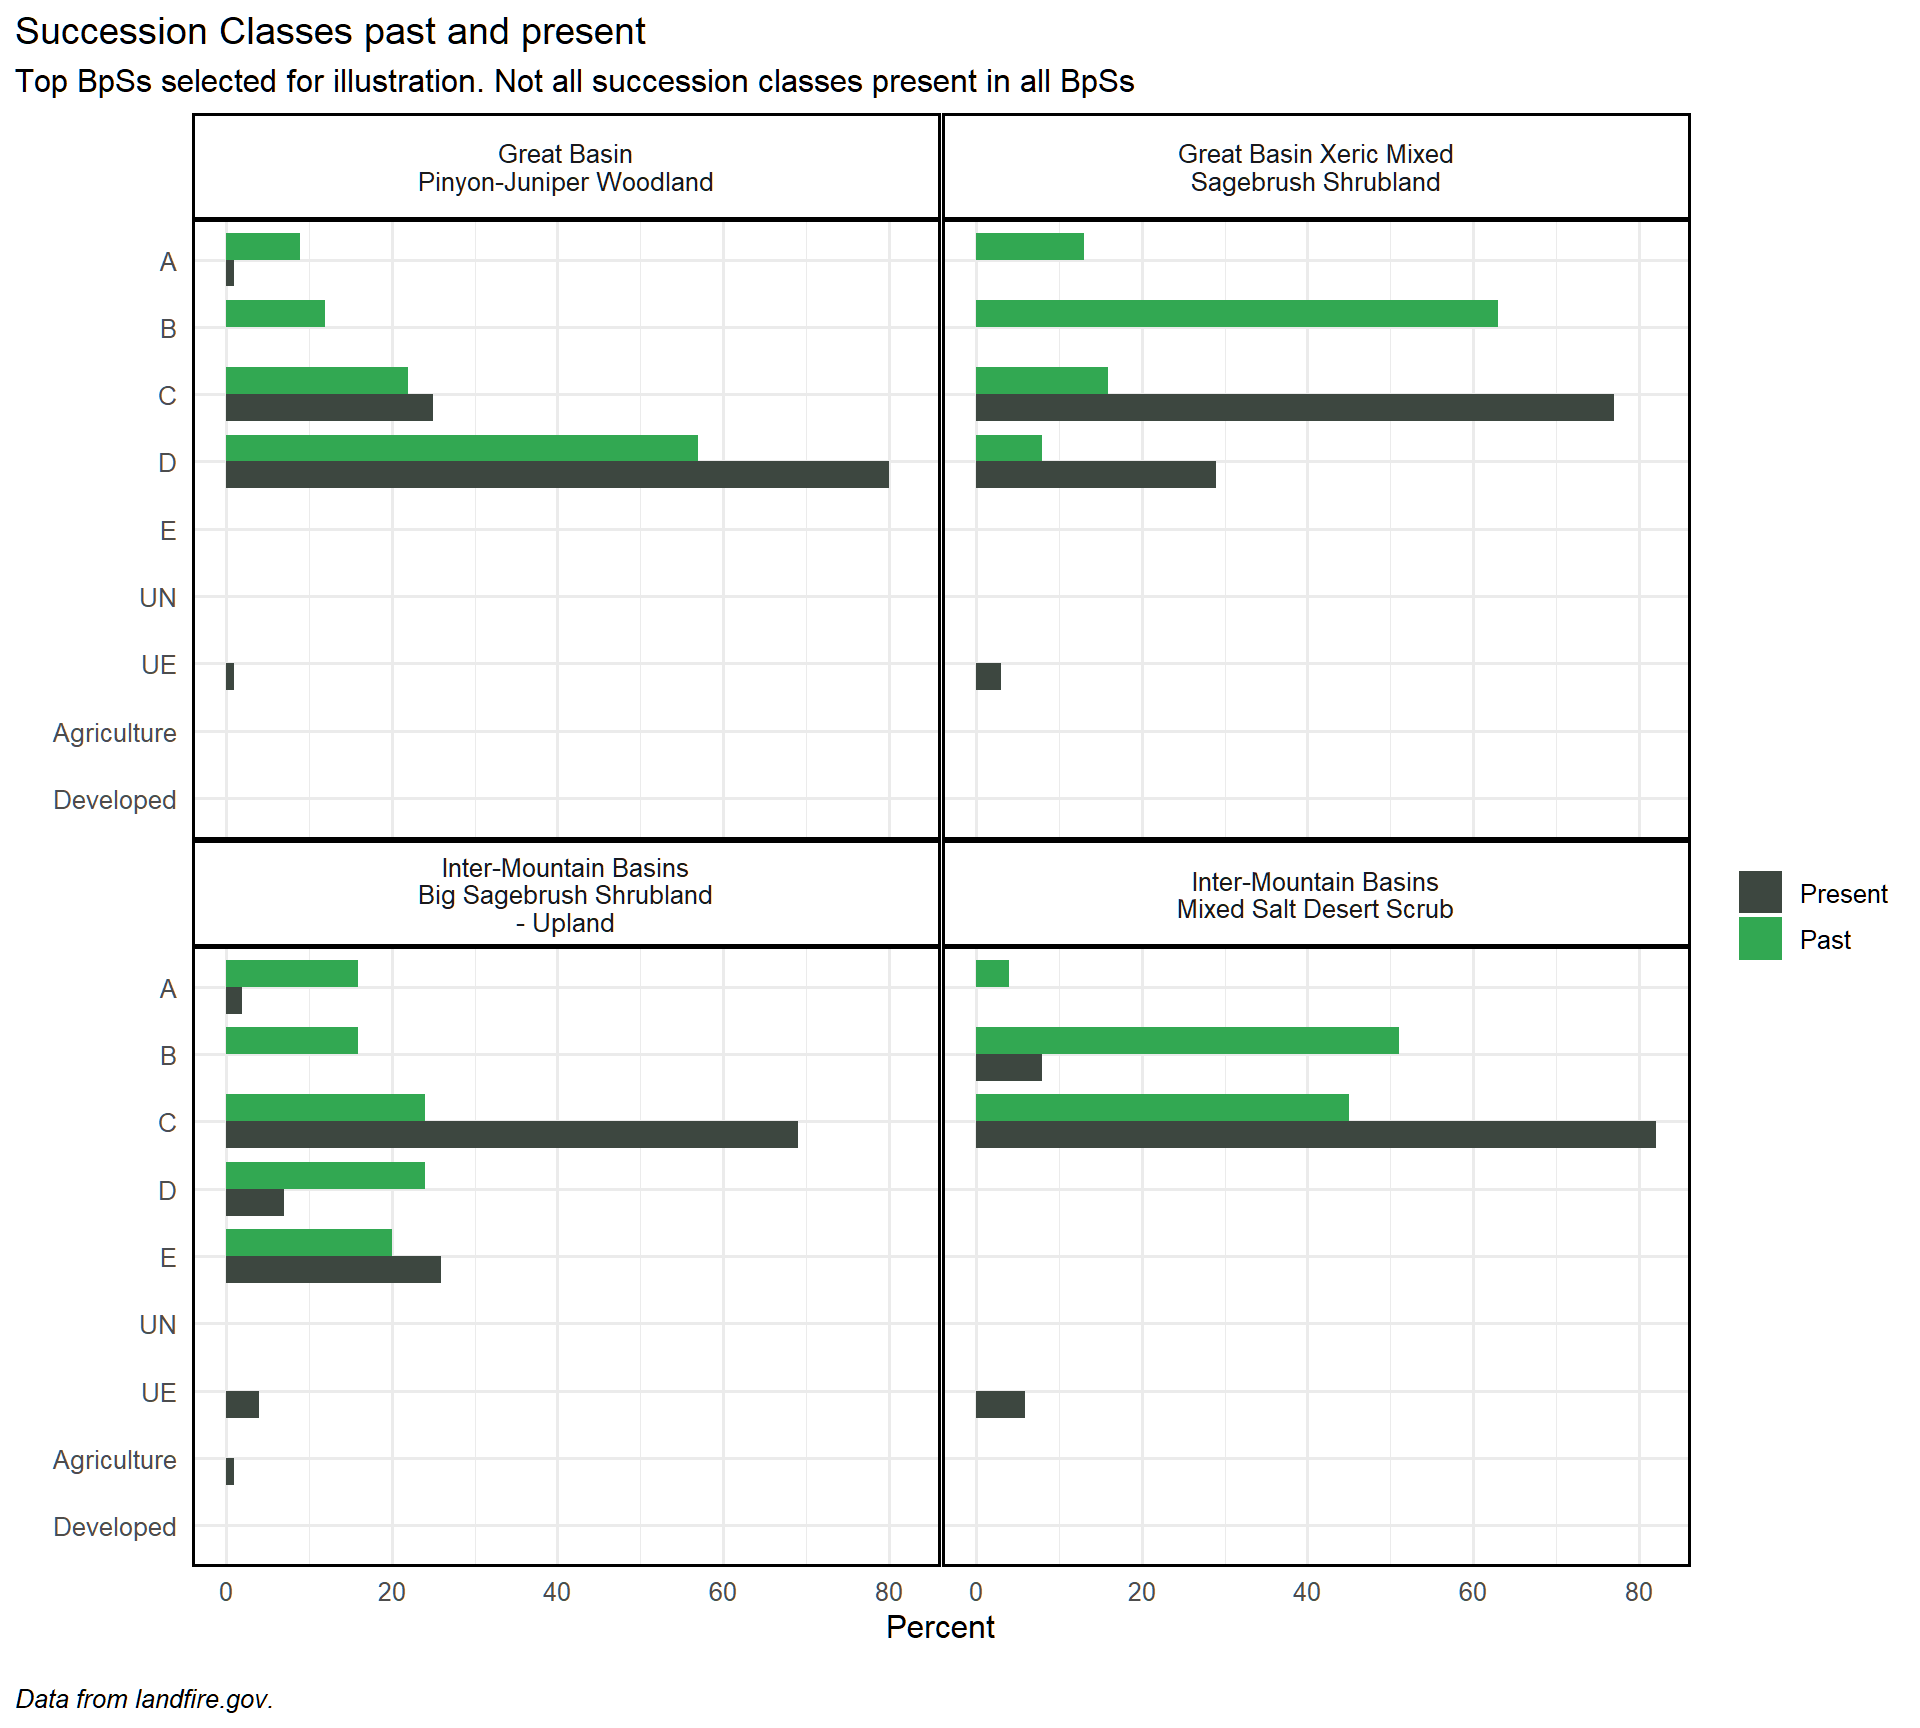 Succession Classes past and present
Top BpSs selected for illustration. Not all succession classes present in all BpSs
Great Basin
Pinyon-Juniper Woodland
Great Basin Xeric Mixed
Sagebrush Shrubland
A
B
C
D
E
UN
UE
Agriculture
Developed
Inter-Mountain Basins
Big Sagebrush Shrubland
- Upland
Inter-Mountain Basins
Mixed Salt Desert Scrub
A
B
C
D
E
UN
UE
Agriculture
Developed
0 20 40 60 80
0 20 40 60 80
Percent
Present
Past
Data from landfire.gov.